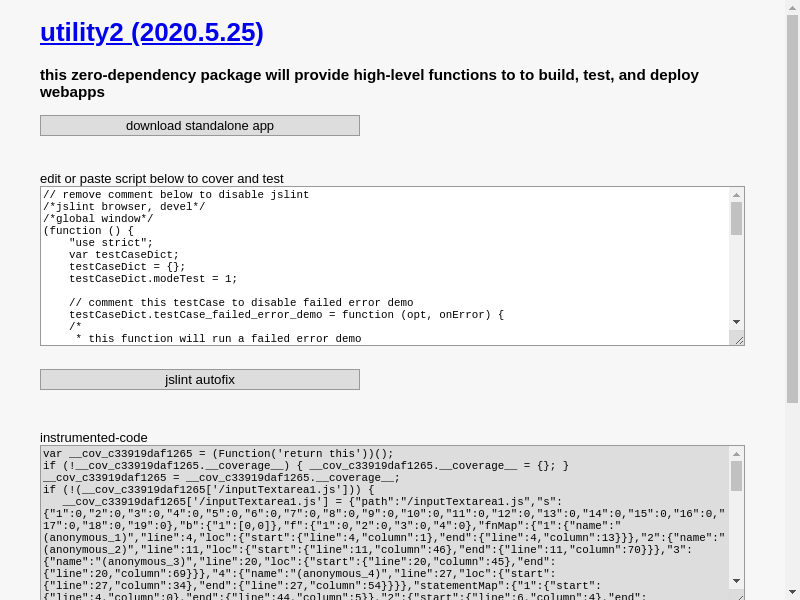 utility2 (2020.5.25)
this zero-dependency package will provide high-level functions to to build, test, and deploy
webapps
download standalone app
edit or paste script below to cover and test
// remove comment below to disable jslint
/*jslint browser, devel*/
/*global window*/
(function () {
    "use strict";
    var testCaseDict;
    testCaseDict = {};
    testCaseDict.modeTest = 1;
    // comment this testCase to disable failed error demo
    testCaseDict.testCase_failed_error_demo = function (opt, onError) {
    /*
     * this function will run a failed error demo
jslint autofix
instrumented-code
var __cov_c33919daf1265 = (Function('return this'))();
if (!__cov_c33919daf1265.__coverage__) { __cov_c33919daf1265.__coverage__ = {}; }
__cov_c33919daf1265 = __cov_c33919daf1265.__coverage__;
if (!(__cov_c33919daf1265['/inputTextarea1.js'])) {
   __cov_c33919daf1265['/inputTextarea1.js'] = {"path":"/inputTextarea1.js","s":
{"1":0,"2":0,"3":0,"4":0,"5":0,"6":0,"7":0,"8":0,"9":0,"10":0,"11":0,"12":0,"13":0,"14":0,"15":0,"16":0,"
17":0,"18":0,"19":0},"b":{"1":[0,0]},"f":{"1":0,"2":0,"3":0,"4":0},"fnMap":{"1":{"name":"
(anonymous_1)","line":4,"loc":{"start":{"line":4,"column":1},"end":{"line":4,"column":13}}},"2":{"name":"
(anonymous_2)","line":11,"loc":{"start":{"line":11,"column":46},"end":{"line":11,"column":70}}},"3":
{"name":"(anonymous_3)","line":20,"loc":{"start":{"line":20,"column":45},"end":
{"line":20,"column":69}}},"4":{"name":"(anonymous_4)","line":27,"loc":{"start":
{"line":27,"column":34},"end":{"line":27,"column":54}}}},"statementMap":{"1":{"start":
{"line":4,"column":0},"end":{"line":44,"column":5}},"2":{"start":{"line":6,"column":4},"end":